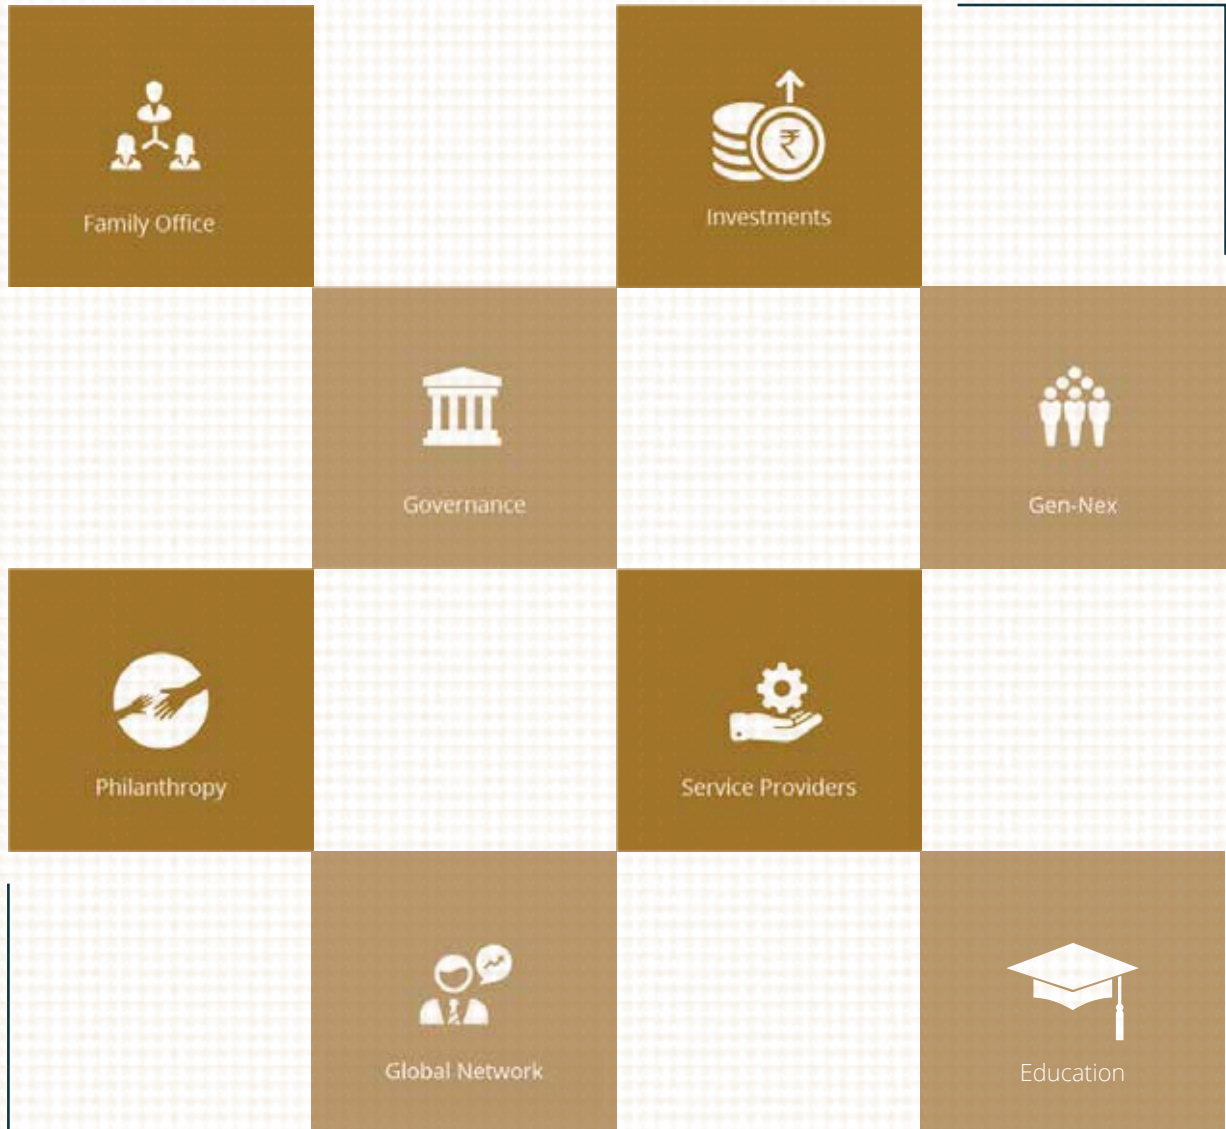 Family Office
Investments
Governance
Gen-Nex
Philanthropy
Service Providers
Global Network
Education